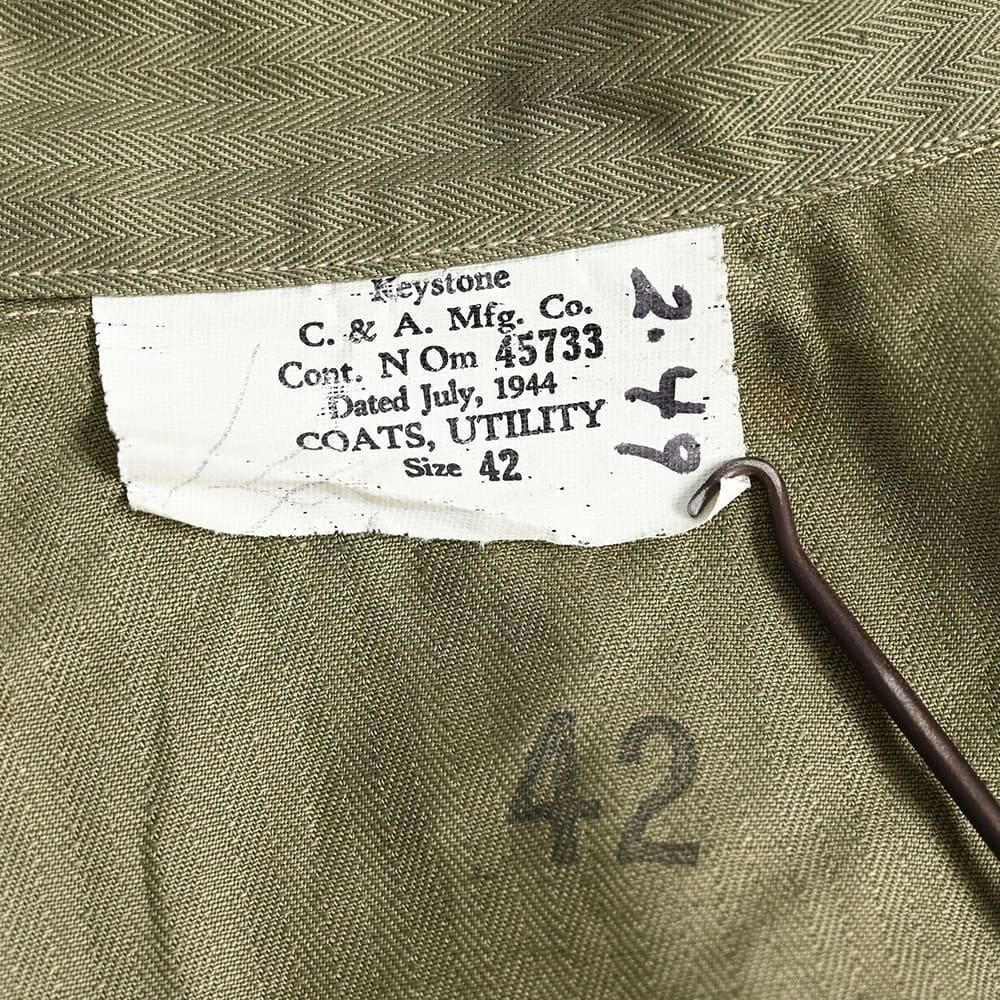 Keystone
C. & A. Mfg. Co.
Cont. N Om 45733
Dated July, 1944
COATS, UTILITY
Size 42
2.49
42